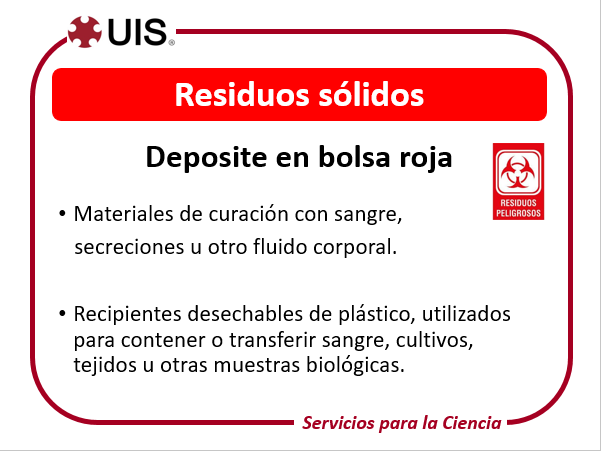 UIS®
Residuos sólidos
Deposite en bolsa roja
RESIDUOS
PELIGROSOS
• Materiales de curación con sangre,
secreciones u otro fluido corporal.
• Recipientes desechables de plástico, utilizados
para contener o transferir sangre, cultivos,
tejidos u otras muestras biológicas.
Servicios para la Ciencia